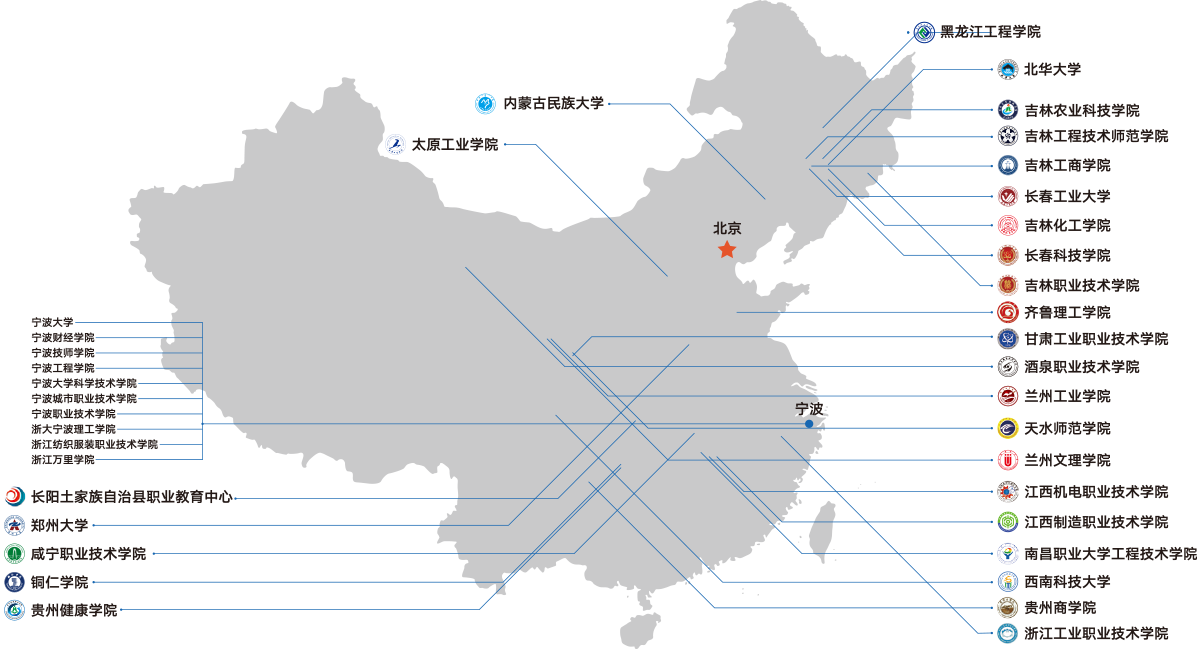 黑龙江工程学院
北华大学
内蒙古民族大学
吉林农业科技学院
吉林工程技术师范学院
太原工业学院
吉林工商学院
长春工业大学
吉林化工学院
北京
长春科技学院
吉林职业技术学院
齐鲁理工学院
宁波大学
宁波财经学院
宁波技师学院
宁波工程学院
宁波大学科学技术学院
宁波城市职业技术学院
宁波职业技术学院
浙大宁波理工学院
浙江纺织服装职业技术学院
浙江万里学院
甘肃工业职业技术学院
酒泉职业技术学院
兰州工业学院
宁波
天水师范学院
兰州文理学院
江西机电职业技术学院
江西制造职业技术学院
南昌职业大学工程技术学院
西南科技大学
贵州商学院
浙江工业职业技术学院
长阳土家族自治县职业教育中心
郑州大学
咸宁职业技术学院
铜仁学院
贵州健康学院